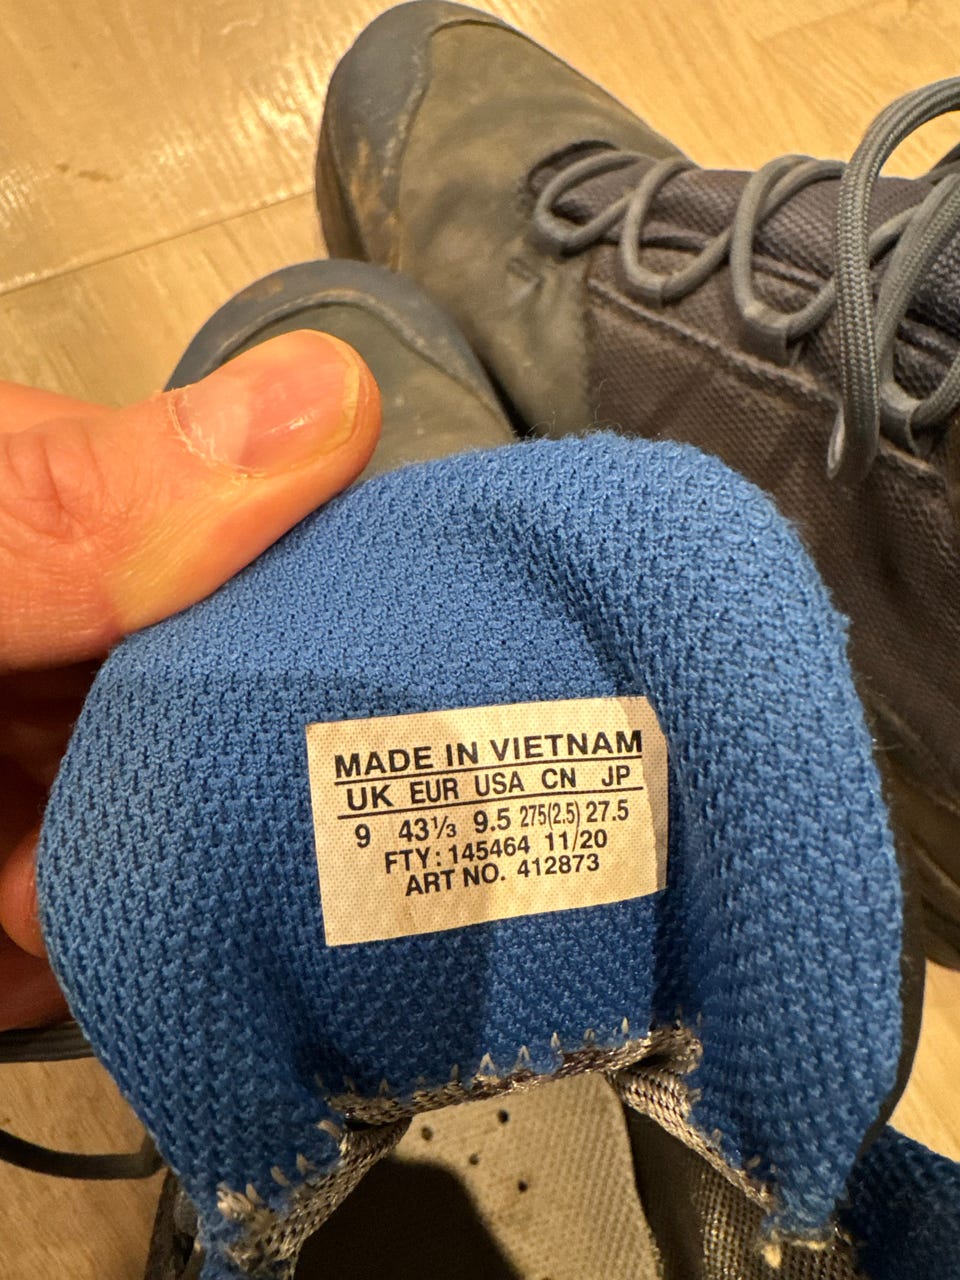 MADE IN VIETNAM
UK EUR USA CN JP
9 43⅓ 9.5 275(2.5) 27.5
FTY: 145464 11/20
ART NO. 412873